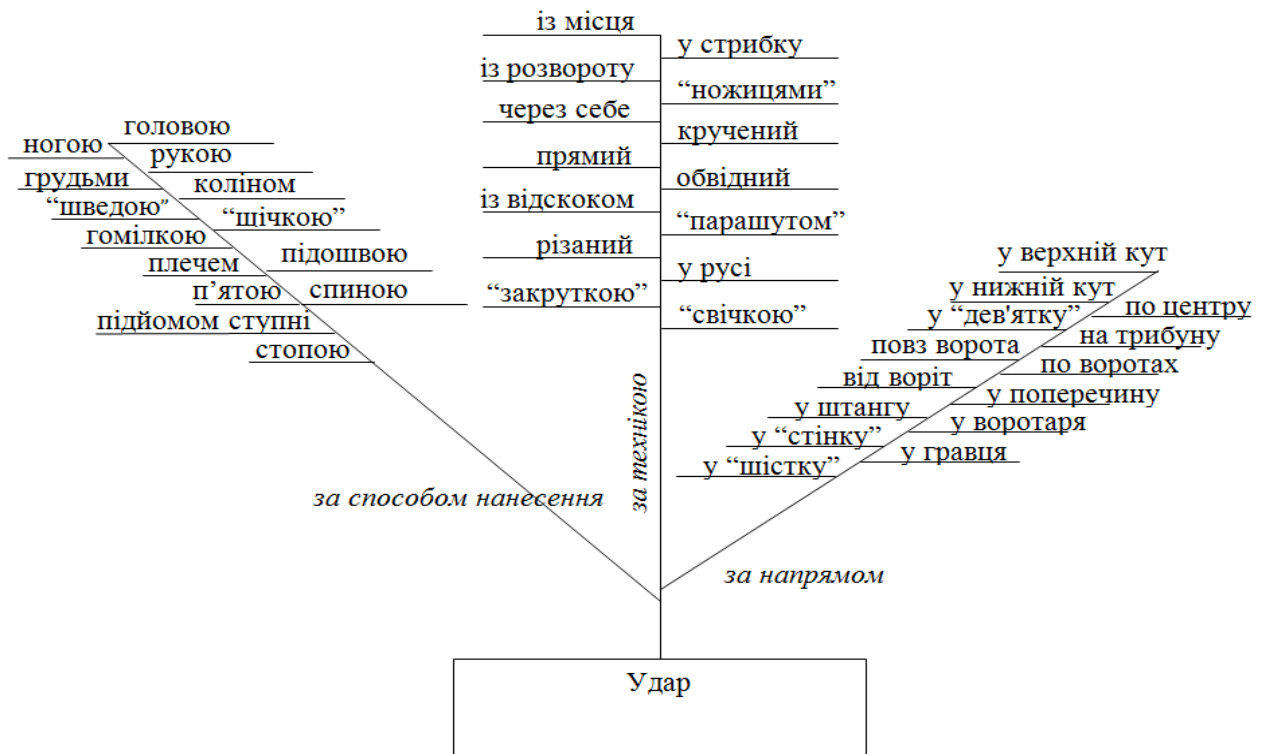 із місця
у стрибку
із розвороту
“ножицями”
через себе
кручений
прямий
обвідний
із відскоком
“парашутом”
різаний
у русі
“закруткою”
“свічкою”
за технікою
головою
ногою
рукою
грудьми
коліном
“шведою”
“щічкою”
гомілкою
підошвою
плечем
п’ятою
спиною
підйомом ступні
стопою
за способом нанесення
у верхній кут
у нижній кут
по центру
у “дев'ятку”
на трибуну
повз ворота
по воротах
від воріт
у поперечину
у штангу
у воротаря
у “стінку”
у гравця
у “шістку”
за напрямом
Удар